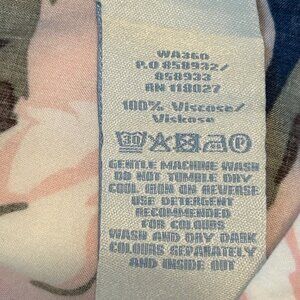 WA360
P.O 858932/
858933
RN 118027
100% Viscose/
Viskose
30 A P
GENTLE MACHINE WASH
DO NOT TUMBLE DRY
COOL IRON ON REVERSE
USE DETERGENT
RECOMMENDED
FOR COLOURS
WASH AND DRY DARK
COLOURS SEPARATELY
AND INSIDE OUT